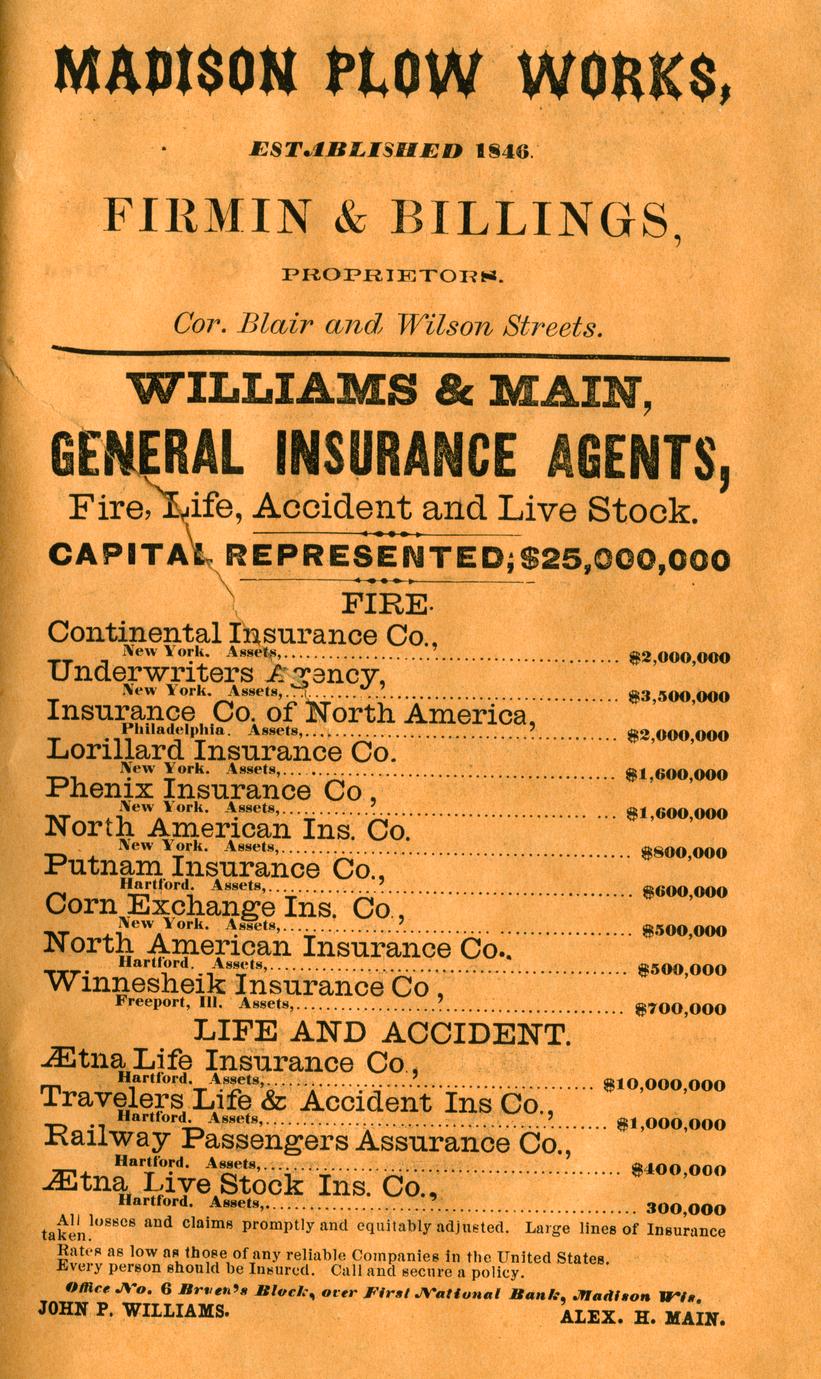 MADISON PLOW WORKS,
ESTABLISHED 1846.
FIRMIN & BILLINGS,
PROPRIETORS.
Cor. Blair and Wilson Streets.
WILLIAMS & MAIN,
GENERAL INSURANCE AGENTS,
Fire, Life, Accident and Live Stock.
CAPITAL REPRESENTED; $25,000,000
FIRE.
Continental Insurance Co.,
New York. Assets, $2,000,000
Underwriters Agency,
New York. Assets, $3,500,000
Insurance Co. of North America,
Philadelphia. Assets, $2,000,000
Lorillard Insurance Co.
New York. Assets, $1,600,000
Phenix Insurance Co,
New York. Assets, $1,600,000
North American Ins. Co.
New York. Assets, $800,000
Putnam Insurance Co.,
Hartford. Assets, $600,000
Corn Exchange Ins. Co.,
New York. Assets, $500,000
North American Insurance Co..
Hartford. Assets, $500,000
Winnesheik Insurance Co,
Freeport, Ill. Assets, $700,000
LIFE AND ACCIDENT.
Ætna Life Insurance Co.,
Hartford. Assets, $10,000,000
Travelers Life & Accident Ins Co.,
Hartford. Assets, $1,000,000
Railway Passengers Assurance Co.,
Hartford. Assets, $400,000
Ætna Live Stock Ins. Co.,
Hartford. Assets, 300,000
All losses and claims promptly and equitably adjusted. Large lines of Insurance
taken.
Rates as low as those of any reliable Companies in the United States.
Every person should be Insured. Call and secure a policy.
Office No. 6 Bruen's Block, over First National Bank, Madison Wis.
JOHN P. WILLIAMS. ALEX. H. MAIN.